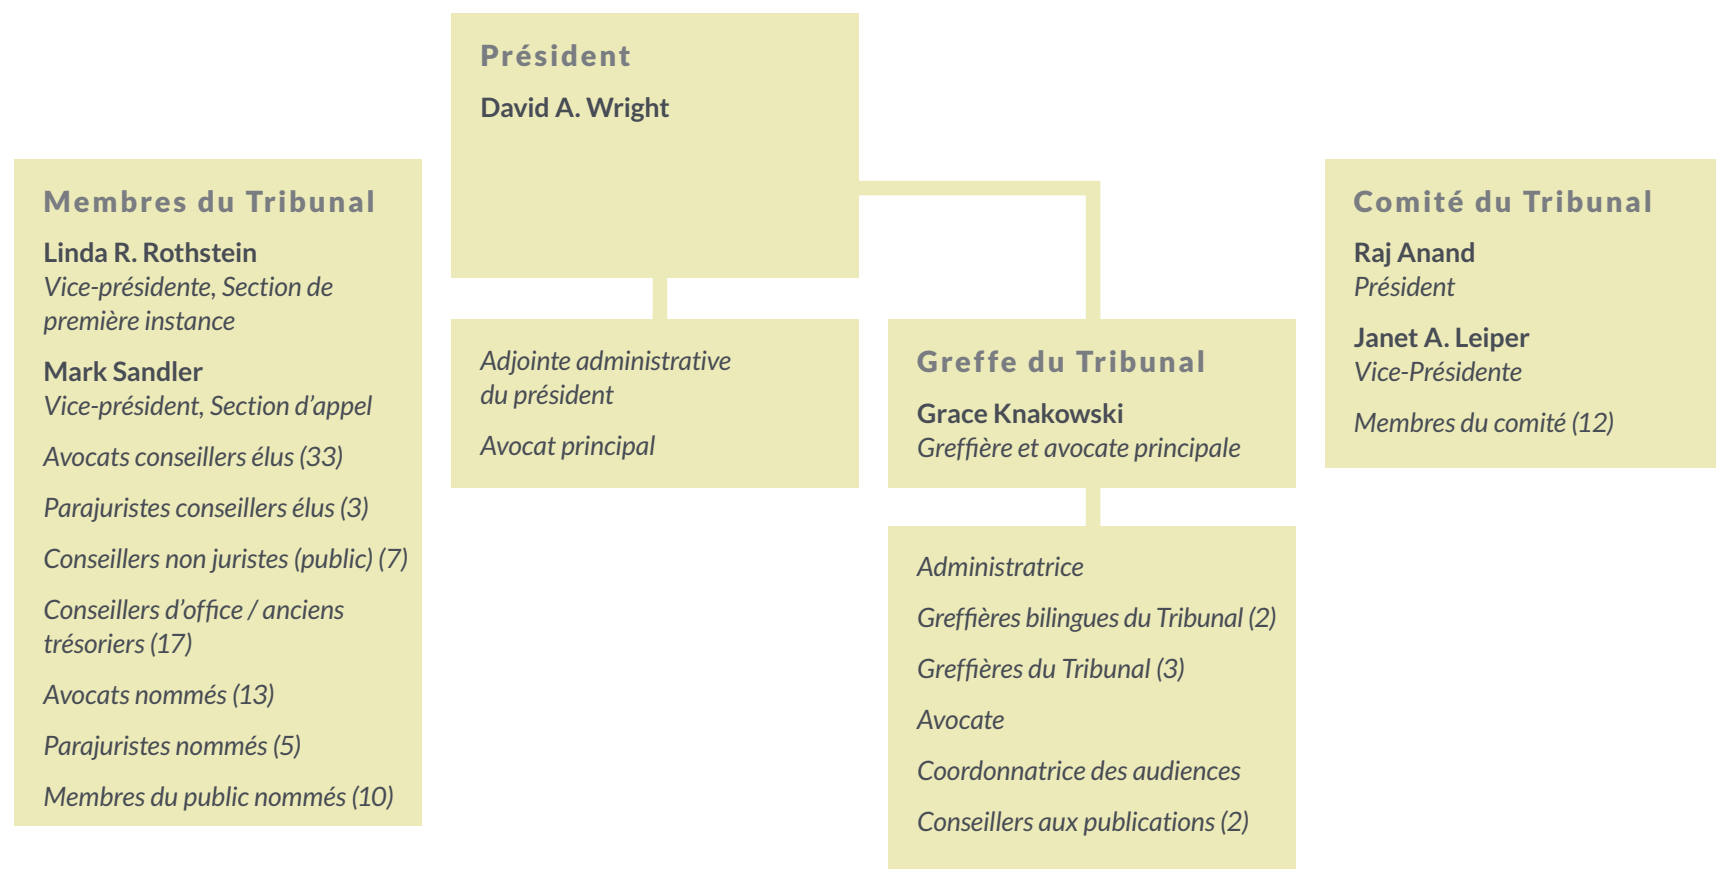 Président
David A. Wright
Membres du Tribunal
Linda R. Rothstein
Vice-présidente, Section de
première instance
Mark Sandler
Vice-président, Section d’appel
Avocats conseillers élus (33)
Parajuristes conseillers élus (3)
Conseillers non juristes (public) (7)
Conseillers d’office / anciens
trésoriers (17)
Avocats nommés (13)
Parajuristes nommés (5)
Membres du public nommés (10)
Adjointe administrative
du président
Avocat principal
Greffe du Tribunal
Grace Knakowski
Greffière et avocate principale
Administratrice
Greffières bilingues du Tribunal (2)
Greffières du Tribunal (3)
Avocate
Coordonnatrice des audiences
Conseillers aux publications (2)
Comité du Tribunal
Raj Anand
Président
Janet A. Leiper
Vice-Présidente
Membres du comité (12)